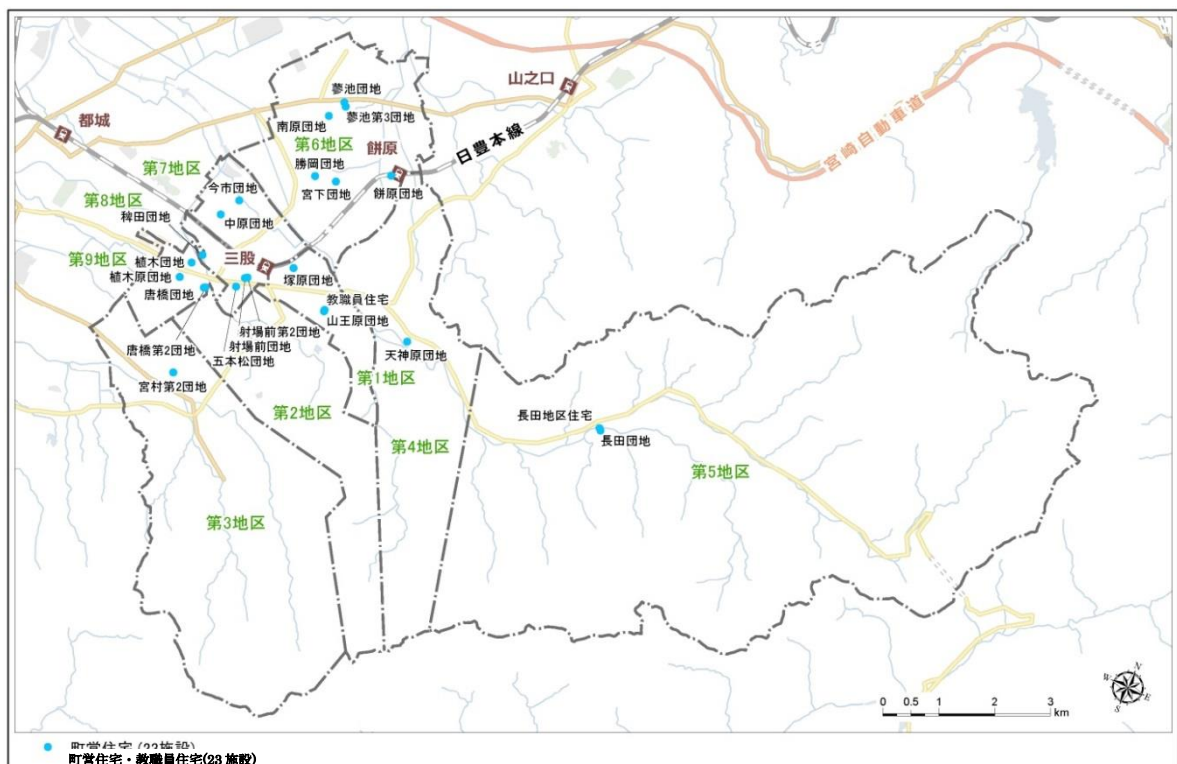 山之口
都城
蓼池団地
蓼池第3団地
南原団地
第6地区
餅原
日豊本線
宮崎自動車道
第7地区
勝岡団地
宮下団地
餅原団地
今市団地
第8地区
中原団地
稗田団地
第9地区
植木団地
三股
植木原団地
塚原団地
唐橋団地
教職員住宅
山王原団地
射場前第2団地
射場前団地
唐橋第2団地
五本松団地
天神原団地
宮村第2団地
第1地区
第2地区
長田地区住宅
長田団地
第4地区
第5地区
第3地区
N
W
E
S
0 0.5 1 2 3
km
町営住宅 (23施設)
町営住宅・教職員住宅(23 施設)